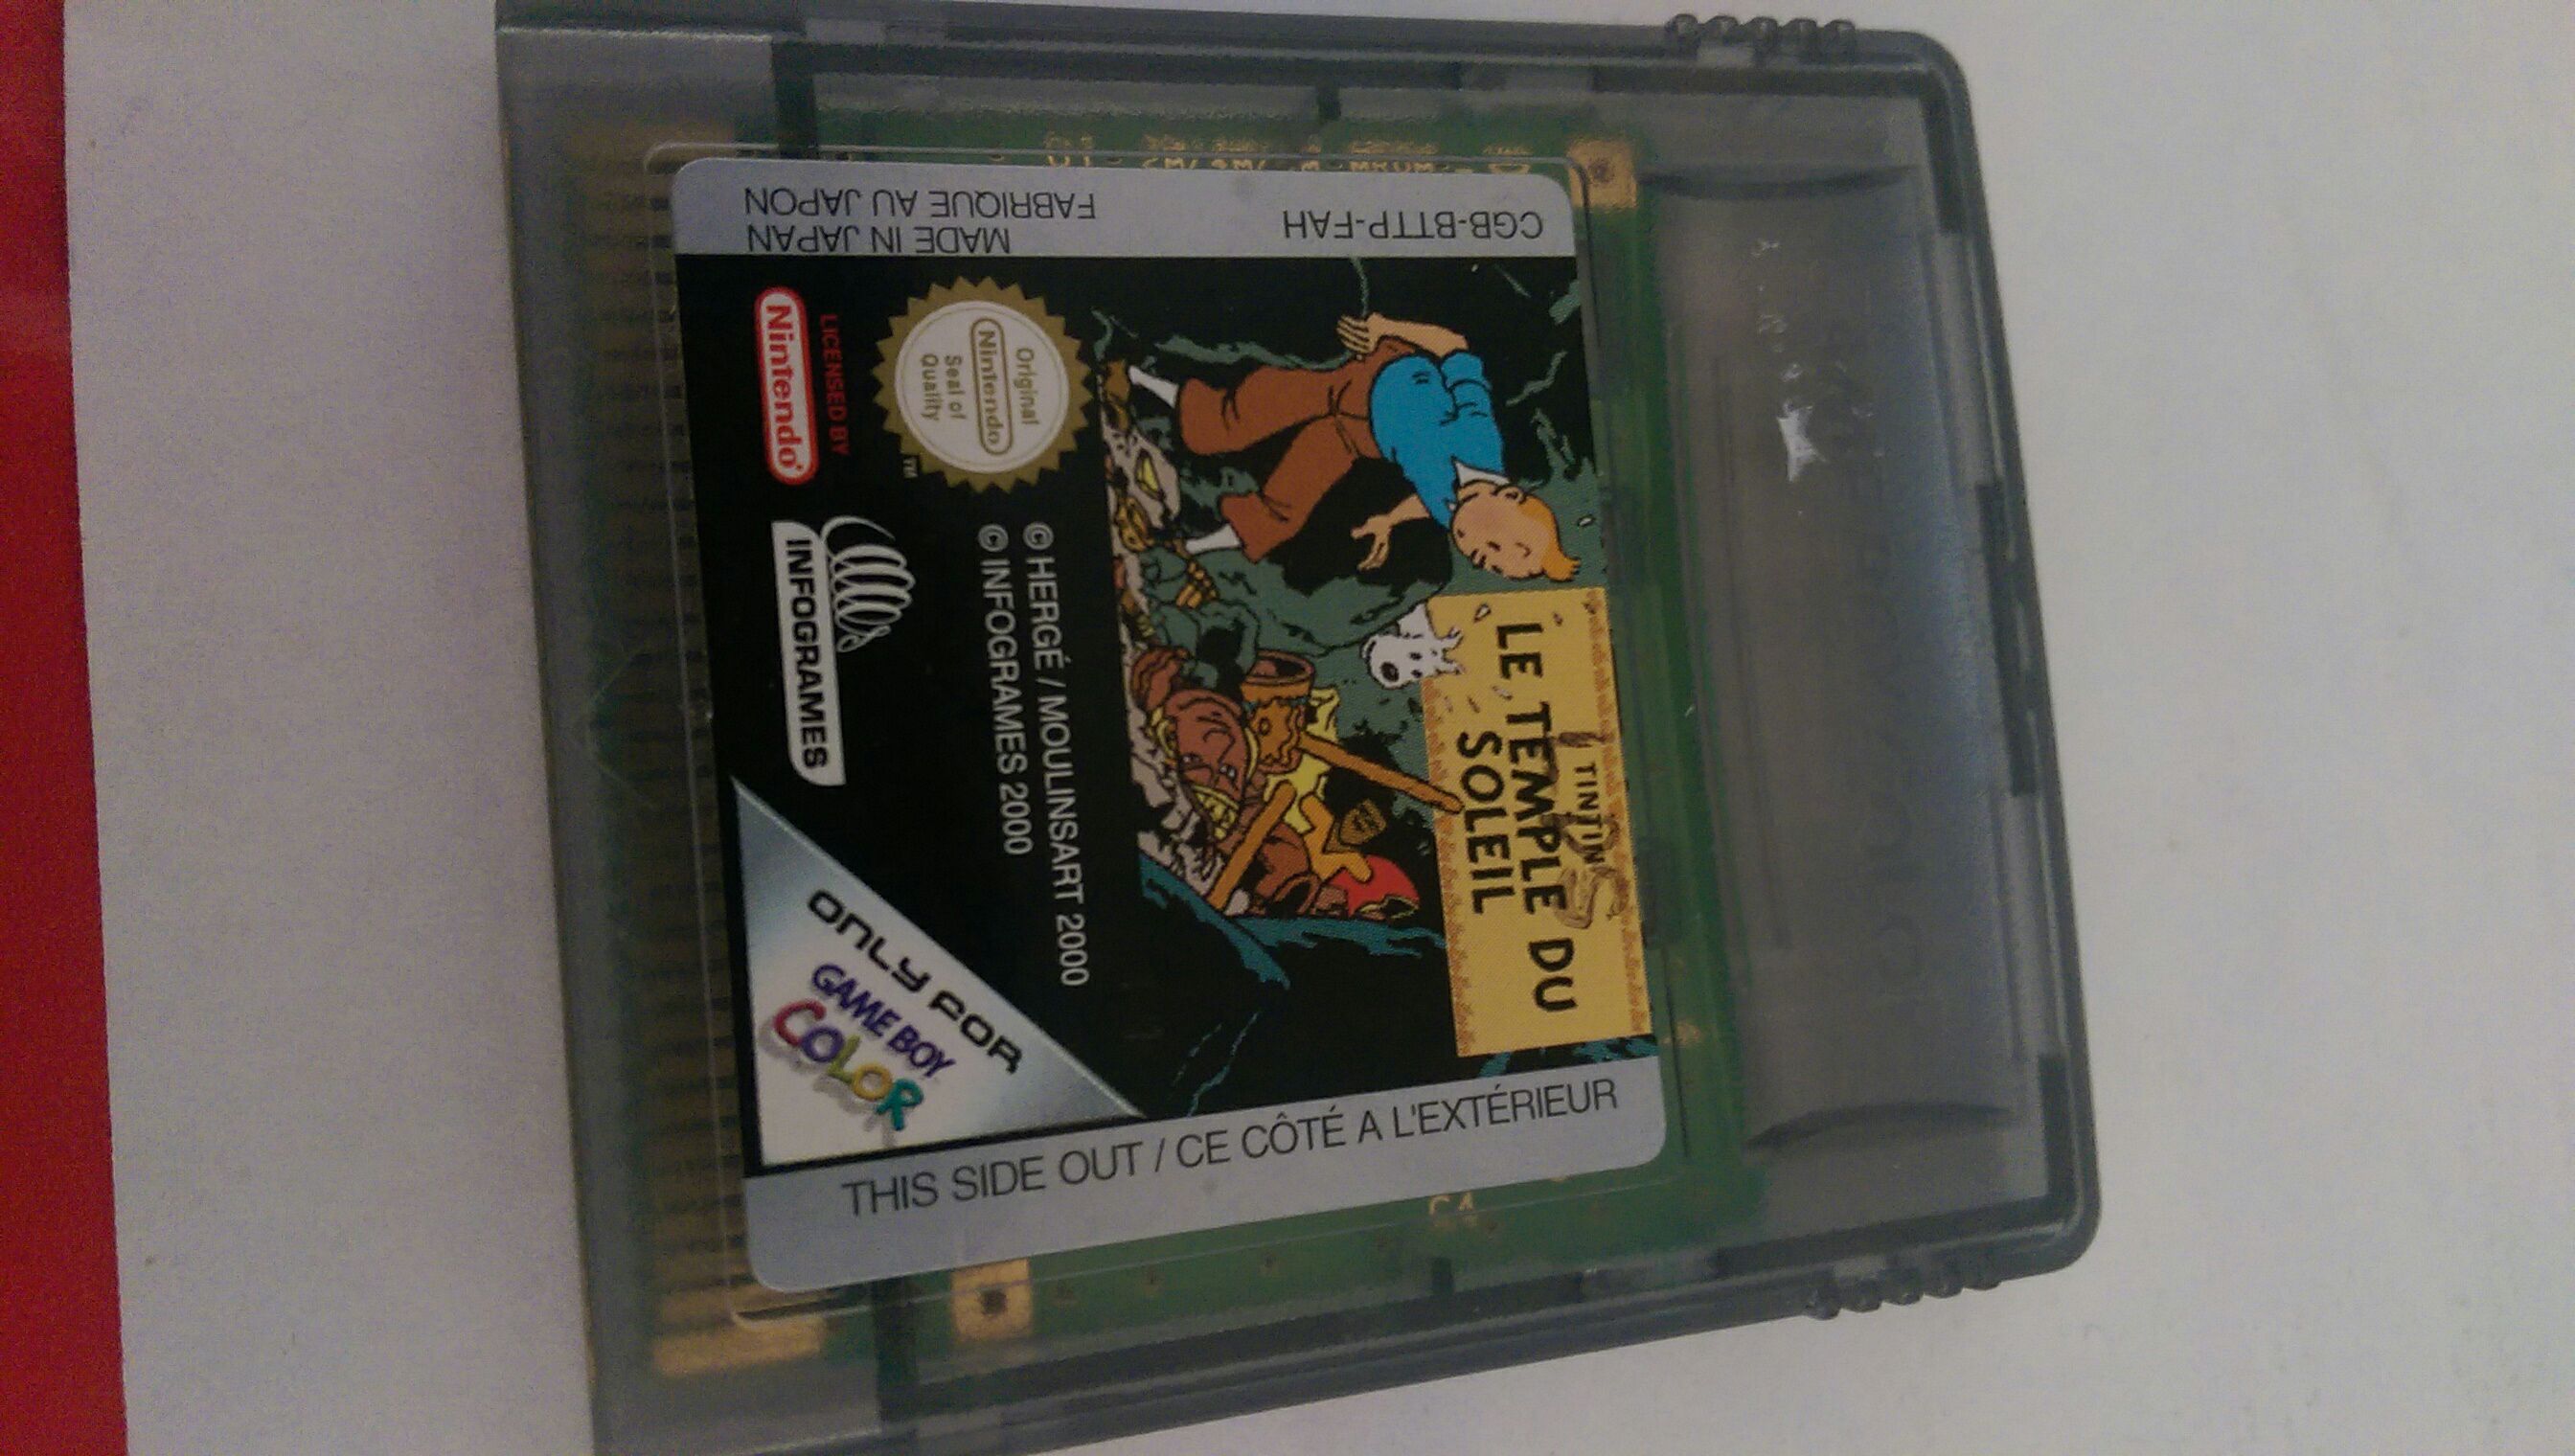 TINTIN
LE TEMPLE DU
SOLEIL
© HERGÉ / MOULINSART 2000
© INFOGRAMES 2000
Original
Nintendo
Seal of
Quality
TM
LICENSED BY
Nintendo®
INFOGRAMES
ONLY FOR
GAME BOY
COLOR
CGB-BTTP-FAH
MADE IN JAPAN
FABRIQUE AU JAPON
THIS SIDE OUT / CE CÔTÉ A L'EXTÉRIEUR